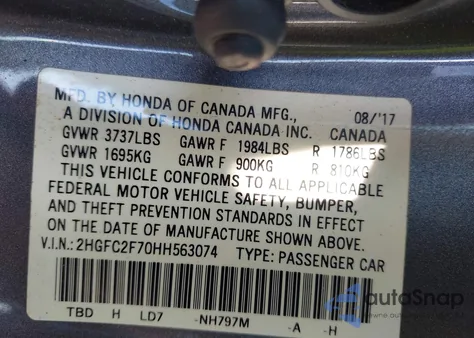 MFD. BY HONDA OF CANADA MFG., 08/'17
A DIVISION OF HONDA CANADA INC. CANADA
GVWR 3737LBS GAWR F 1984LBS R 1786LBS
GVWR 1695KG GAWR F 900KG R 810KG
THIS VEHICLE CONFORMS TO ALL APPLICABLE
FEDERAL MOTOR VEHICLE SAFETY, BUMPER,
AND THEFT PREVENTION STANDARDS IN EFFECT
ON THE DATE OF MANUFACTURE SHOWN ABOVE.
V.I.N.: 2HGFC2F70HH563074 TYPE: PASSENGER CAR
TBD H LD7 -NH797M -A -H
autoSnap